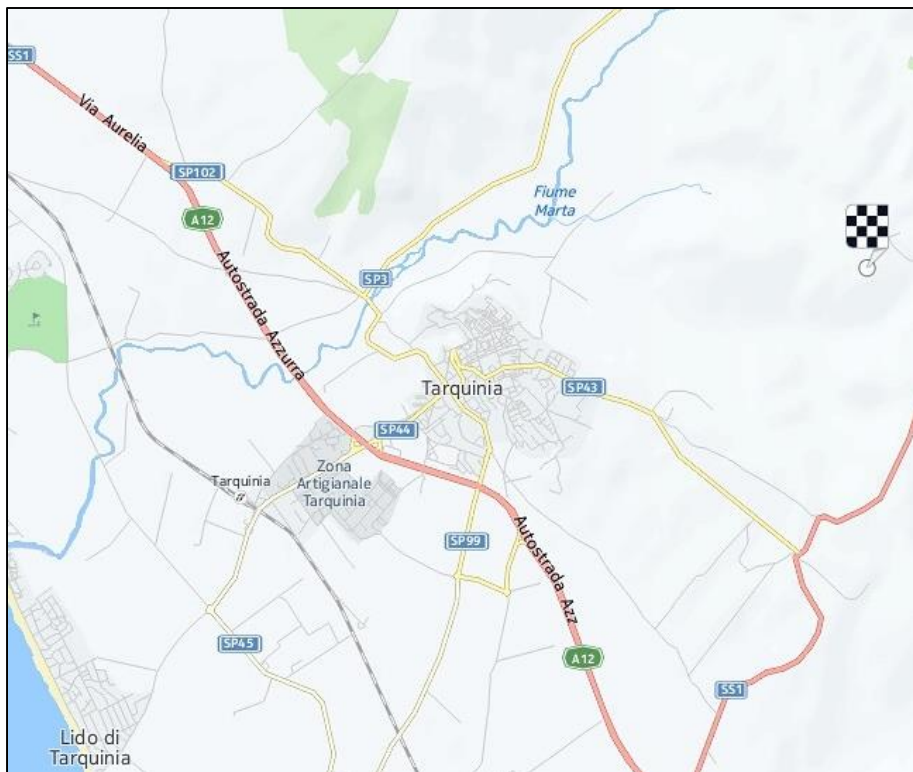 SS1
Via Aurelia
SP102
A12
Fiume
Marta
SP3
Autostrada Azzurra
Tarquinia
SP43
SP44
Zona
Artigianale
Tarquinia
Tarquinia
SP99
Autostrada Azz
SP45
A12
SS1
Lido di
Tarquinia